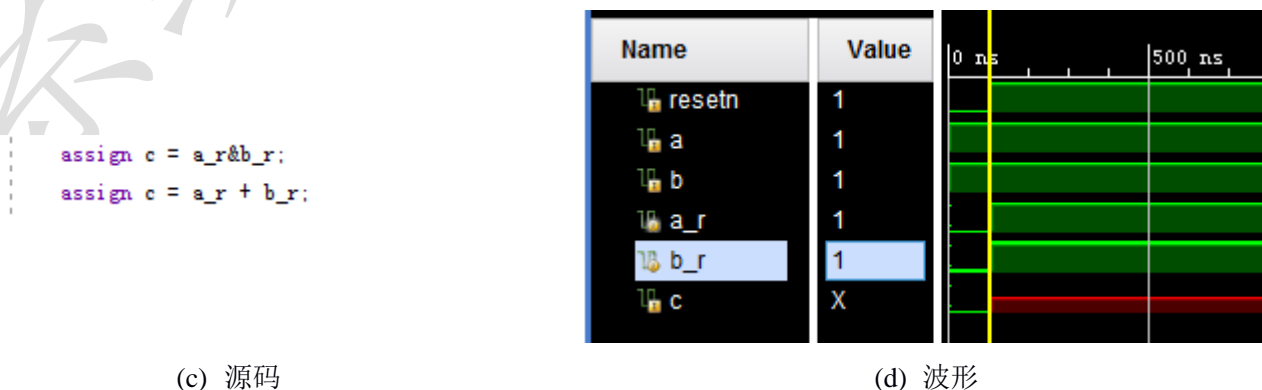 assign c = a_r&b_r;
assign c = a_r + b_r;
Name Value
0 ns 500 ns
resetn 1
a 1
b 1
a_r 1
b_r 1
c X
(c) 源码
(d) 波形